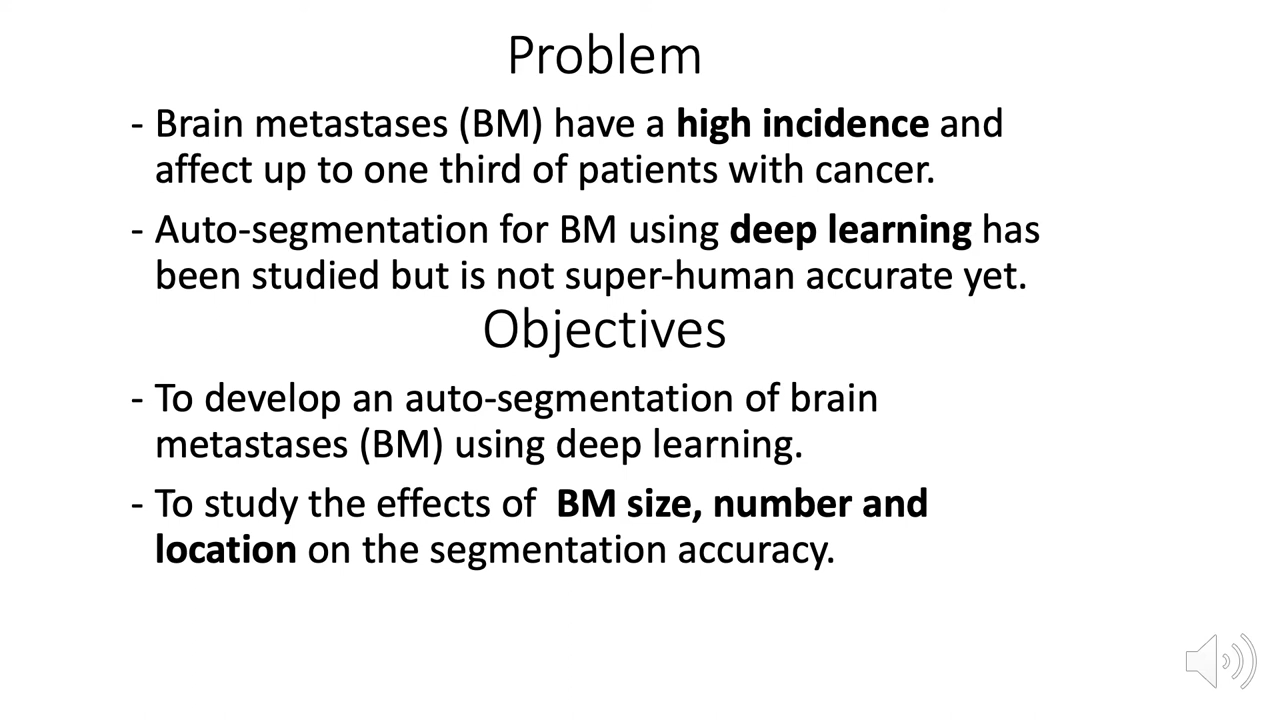 Problem
- Brain metastases (BM) have a high incidence and
affect up to one third of patients with cancer.
- Auto-segmentation for BM using deep learning has
been studied but is not super-human accurate yet.
Objectives
- To develop an auto-segmentation of brain
metastases (BM) using deep learning.
- To study the effects of  BM size, number and
location on the segmentation accuracy.